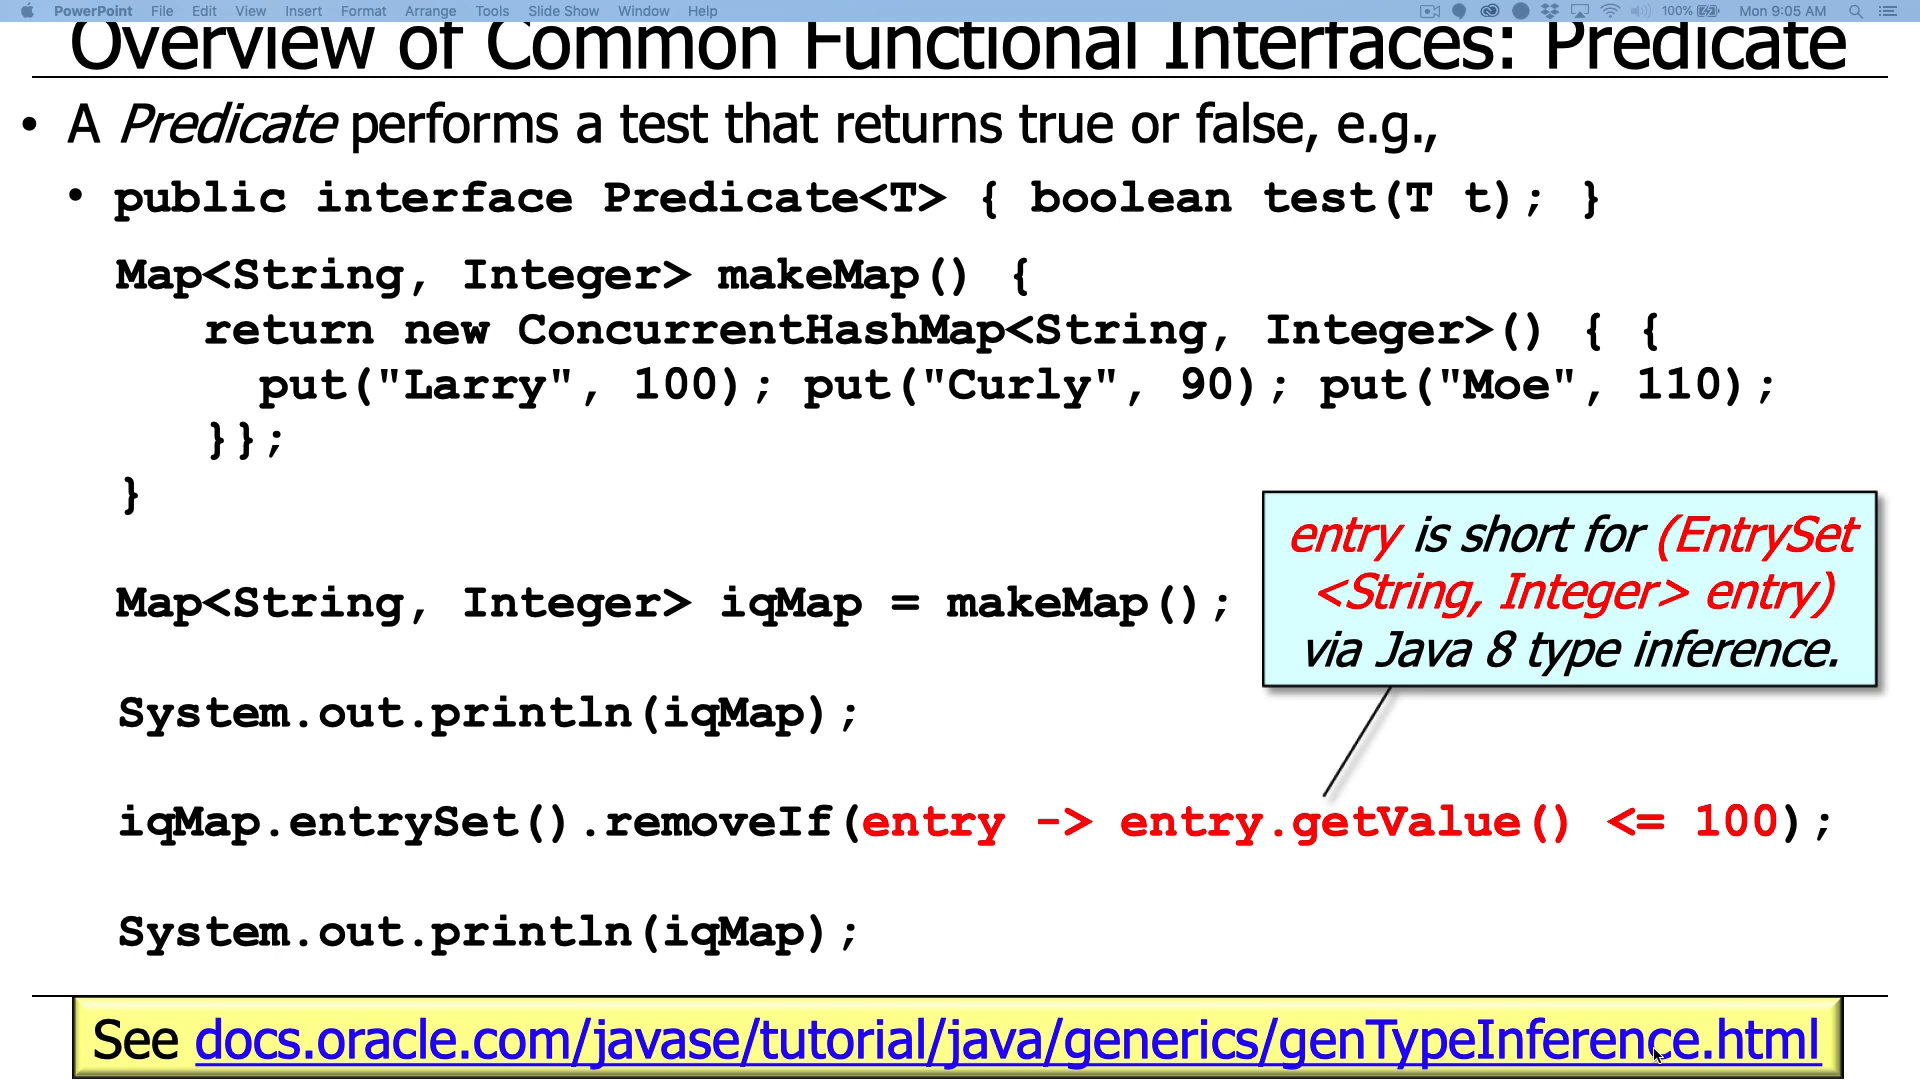 PowerPoint File Edit View Insert Format Arrange Tools Slide Show Window Help 100% Mon 9:05 AM
Overview of Common Functional Interfaces: Predicate
• A Predicate performs a test that returns true or false, e.g.,
• public interface Predicate<T> { boolean test(T t); }
Map<String, Integer> makeMap() {
return new ConcurrentHashMap<String, Integer>() { {
put("Larry", 100); put("Curly", 90); put("Moe", 110);
}};
}
entry is short for (EntrySet
<String, Integer> entry)
via Java 8 type inference.
Map<String, Integer> iqMap = makeMap();
System.out.println(iqMap);
iqMap.entrySet().removeIf(entry -> entry.getValue() <= 100);
System.out.println(iqMap);
See docs.oracle.com/javase/tutorial/java/generics/genTypeInference.html